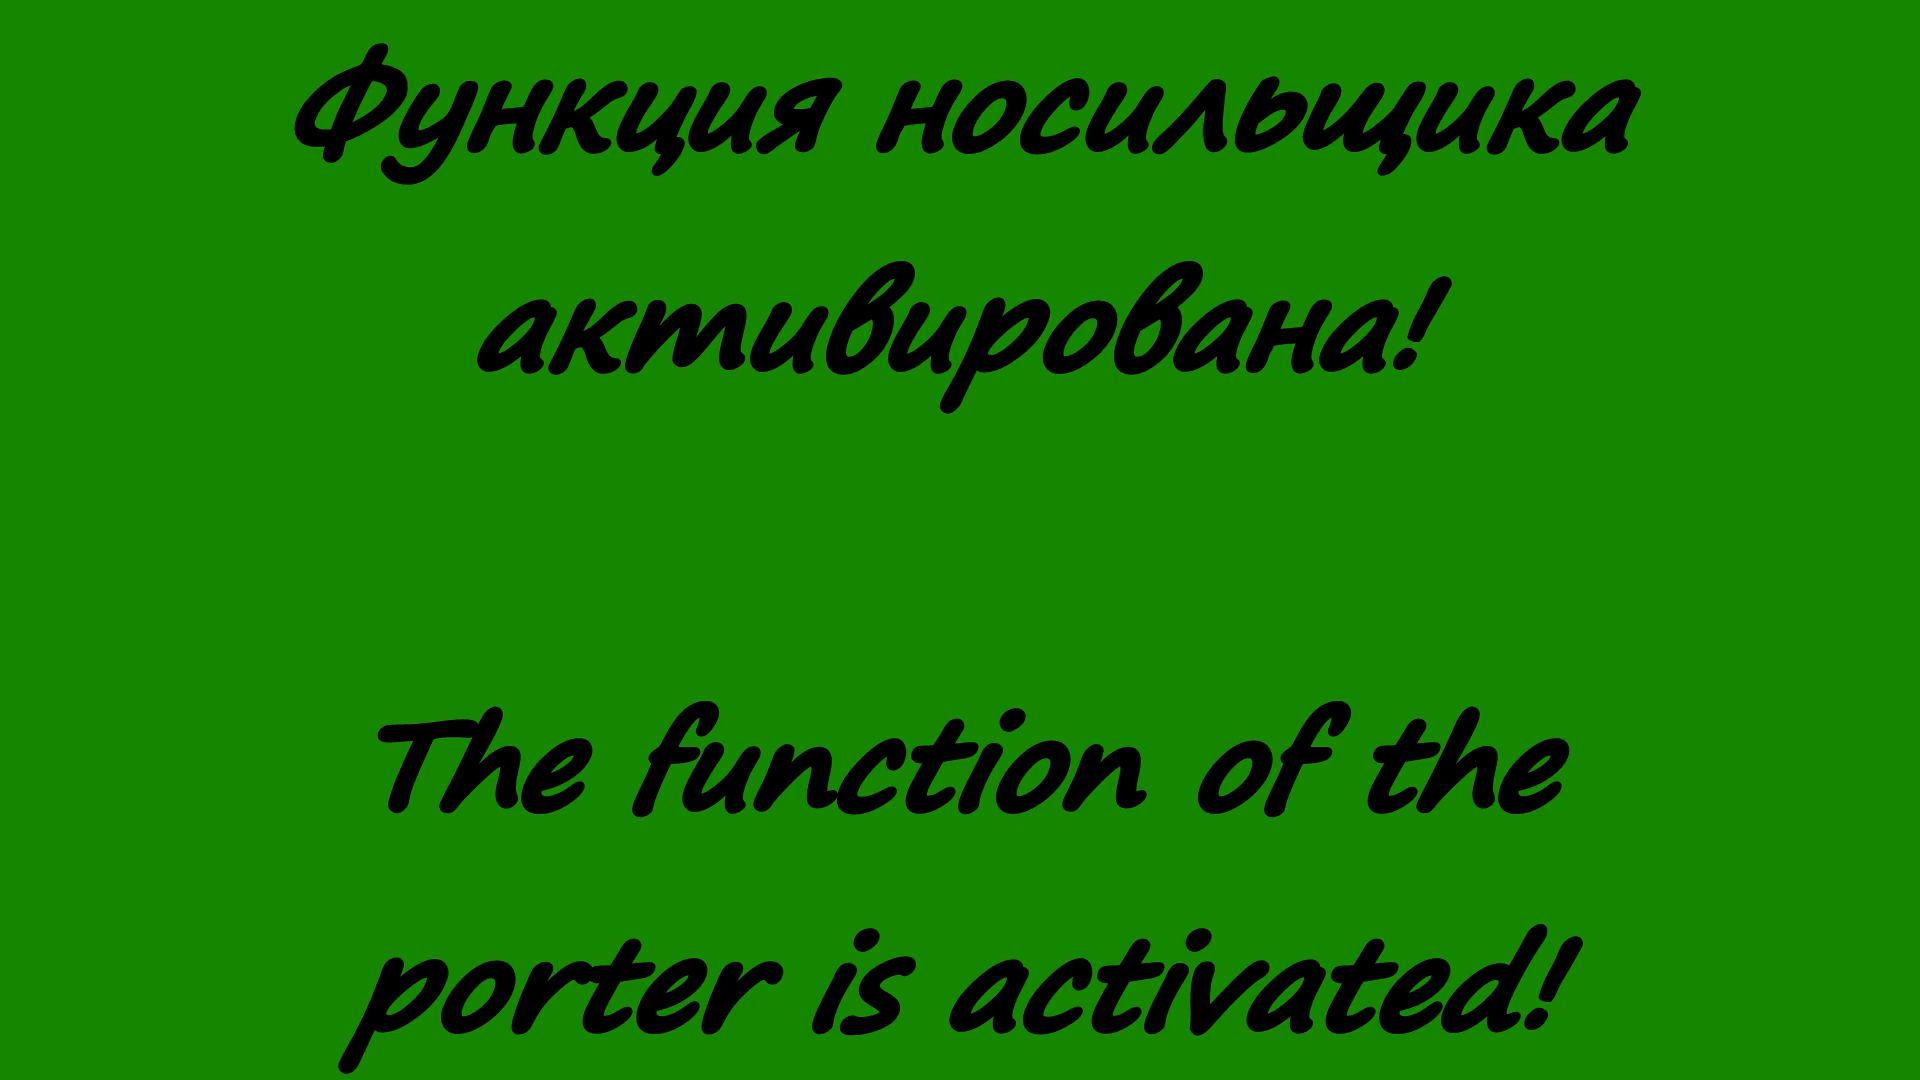 Функция носильщика
активирована!
The function of the
porter is activated!